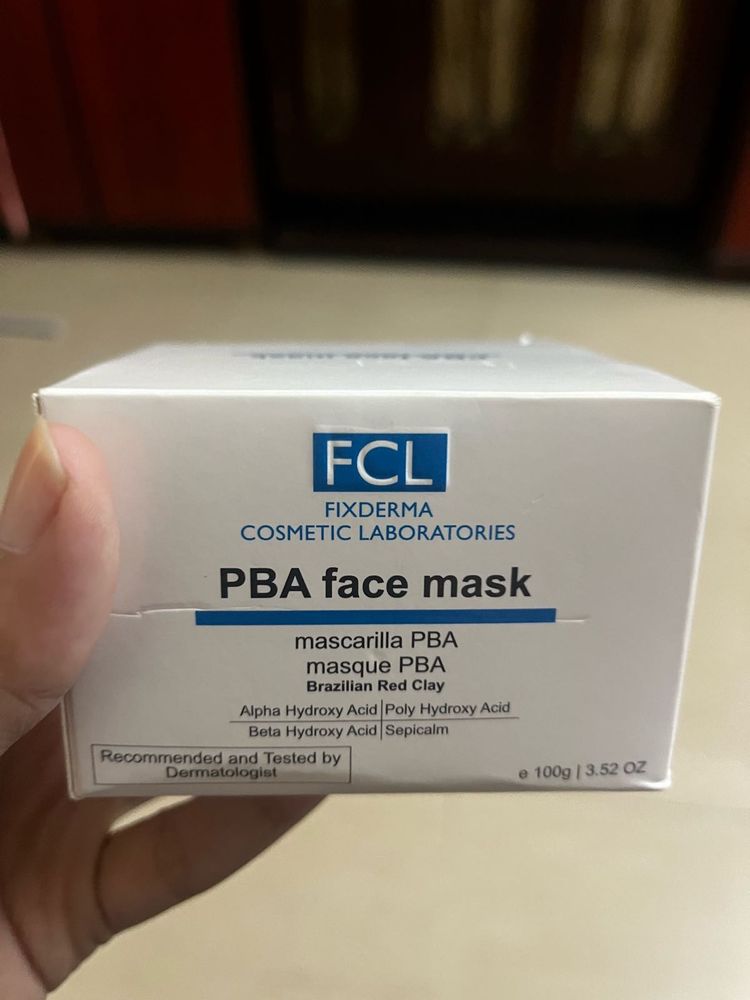 FCL
FIXDERMA
COSMETIC LABORATORIES
PBA face mask
mascarilla PBA
masque PBA
Brazilian Red Clay
Alpha Hydroxy Acid | Poly Hydroxy Acid
Beta Hydroxy Acid | Sepicalm
Recommended and Tested by
Dermatologist
e 100g | 3.52 OZ